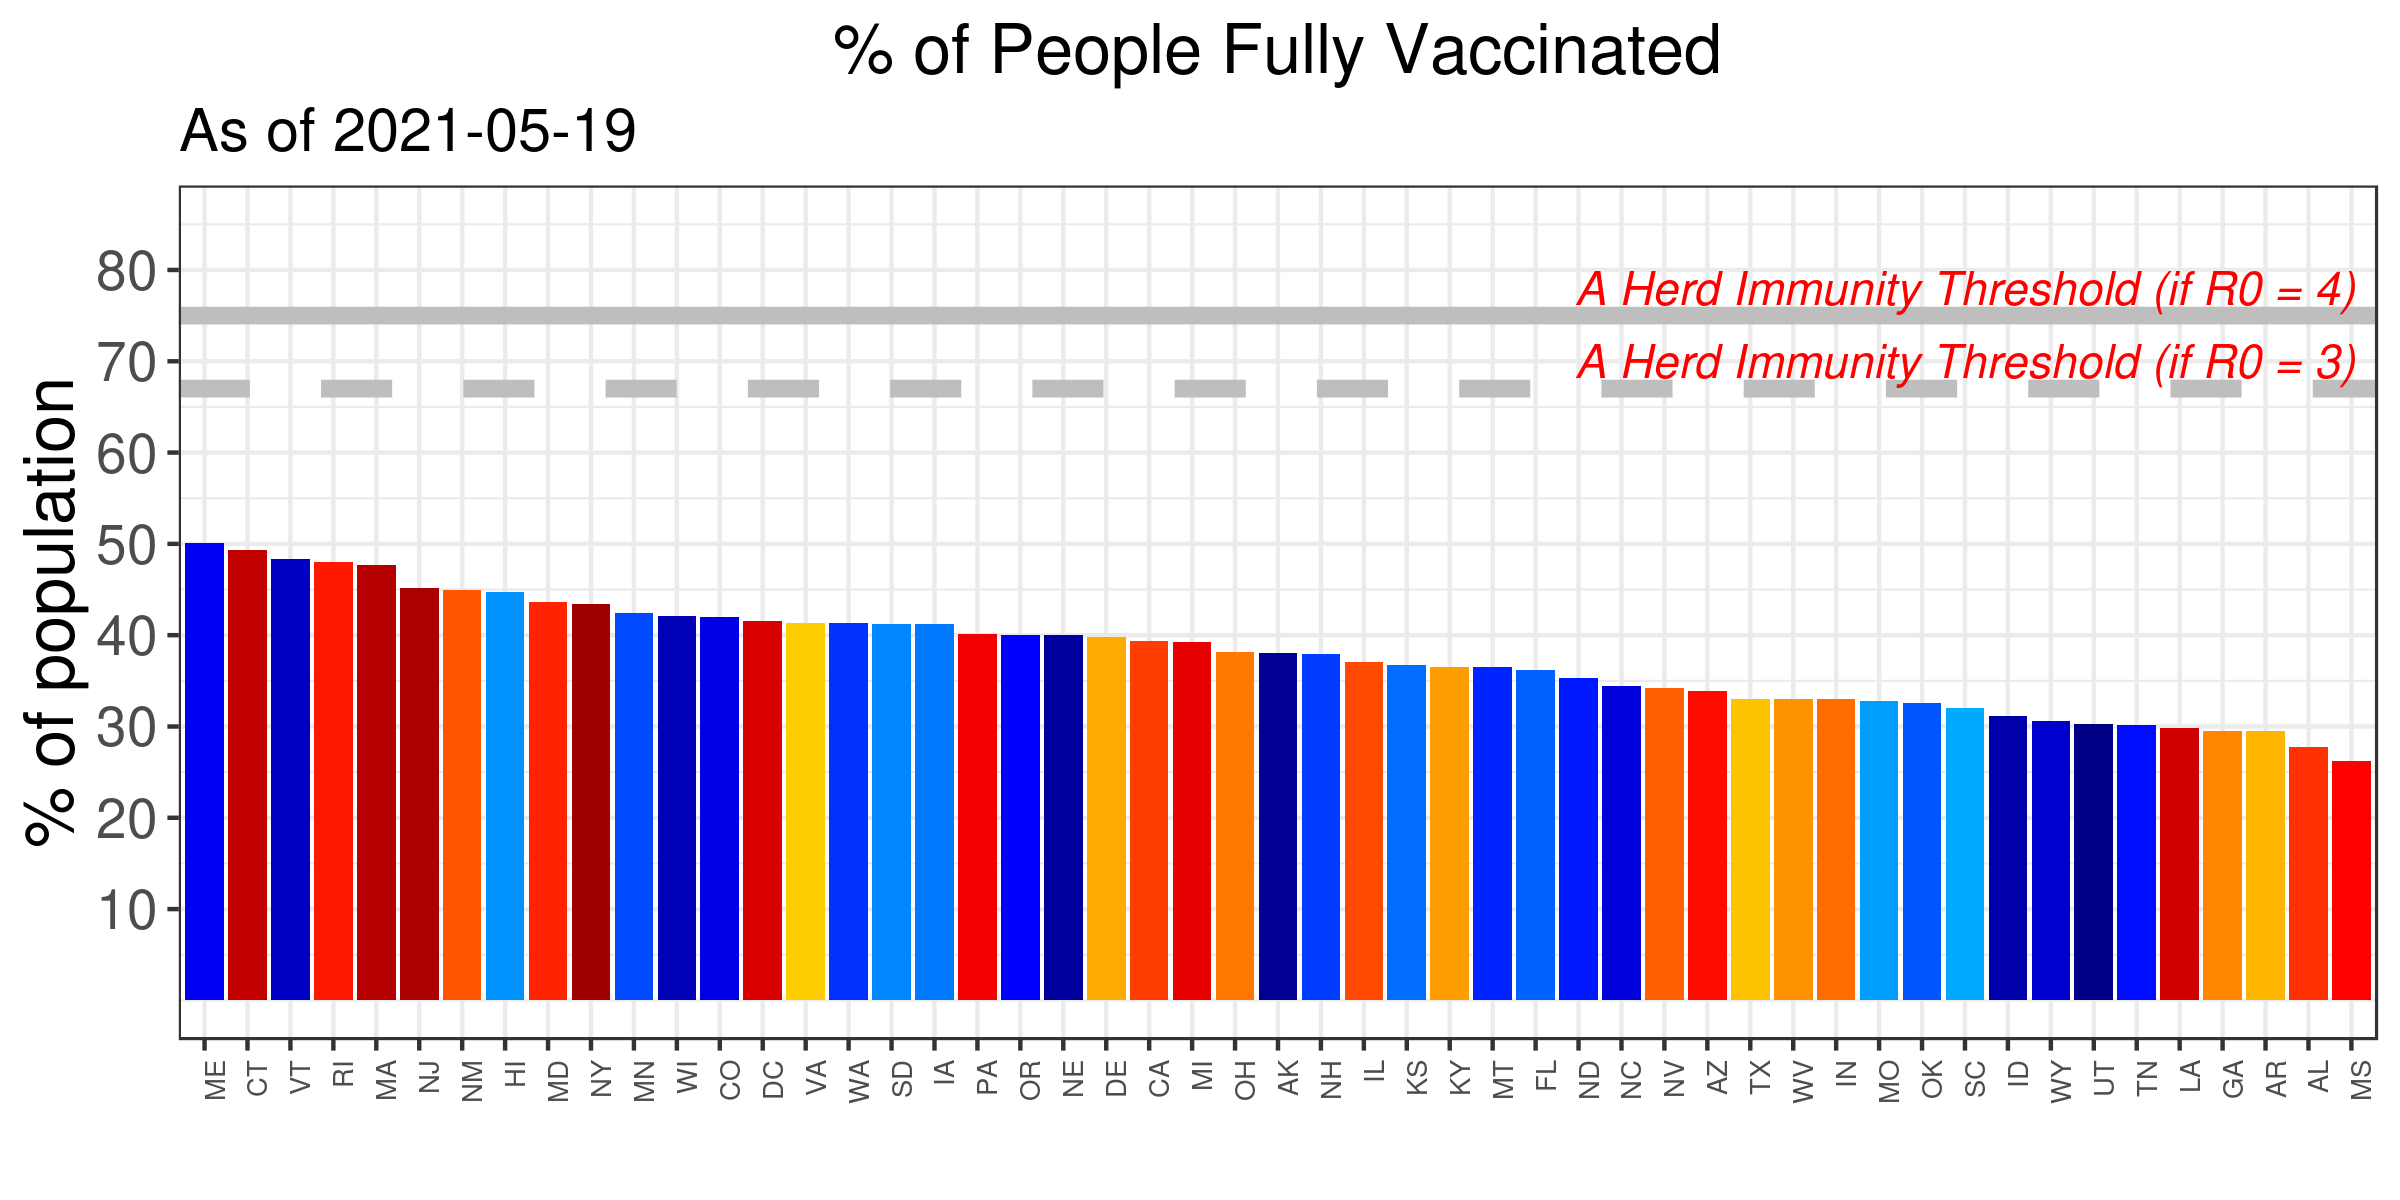 % of People Fully Vaccinated
As of 2021-05-19
% of population
80
70
60
50
40
30
20
10
A Herd Immunity Threshold (if R0 = 4)
A Herd Immunity Threshold (if R0 = 3)
ME CT VT RI MA NJ NM HI MD NY MN WI CO DC VA WA SD IA PA OR NE DE CA MI OH AK NH IL KS KY MT FL ND NC NV AZ TX WV IN MO OK SC ID WY UT TN LA GA AR AL MS